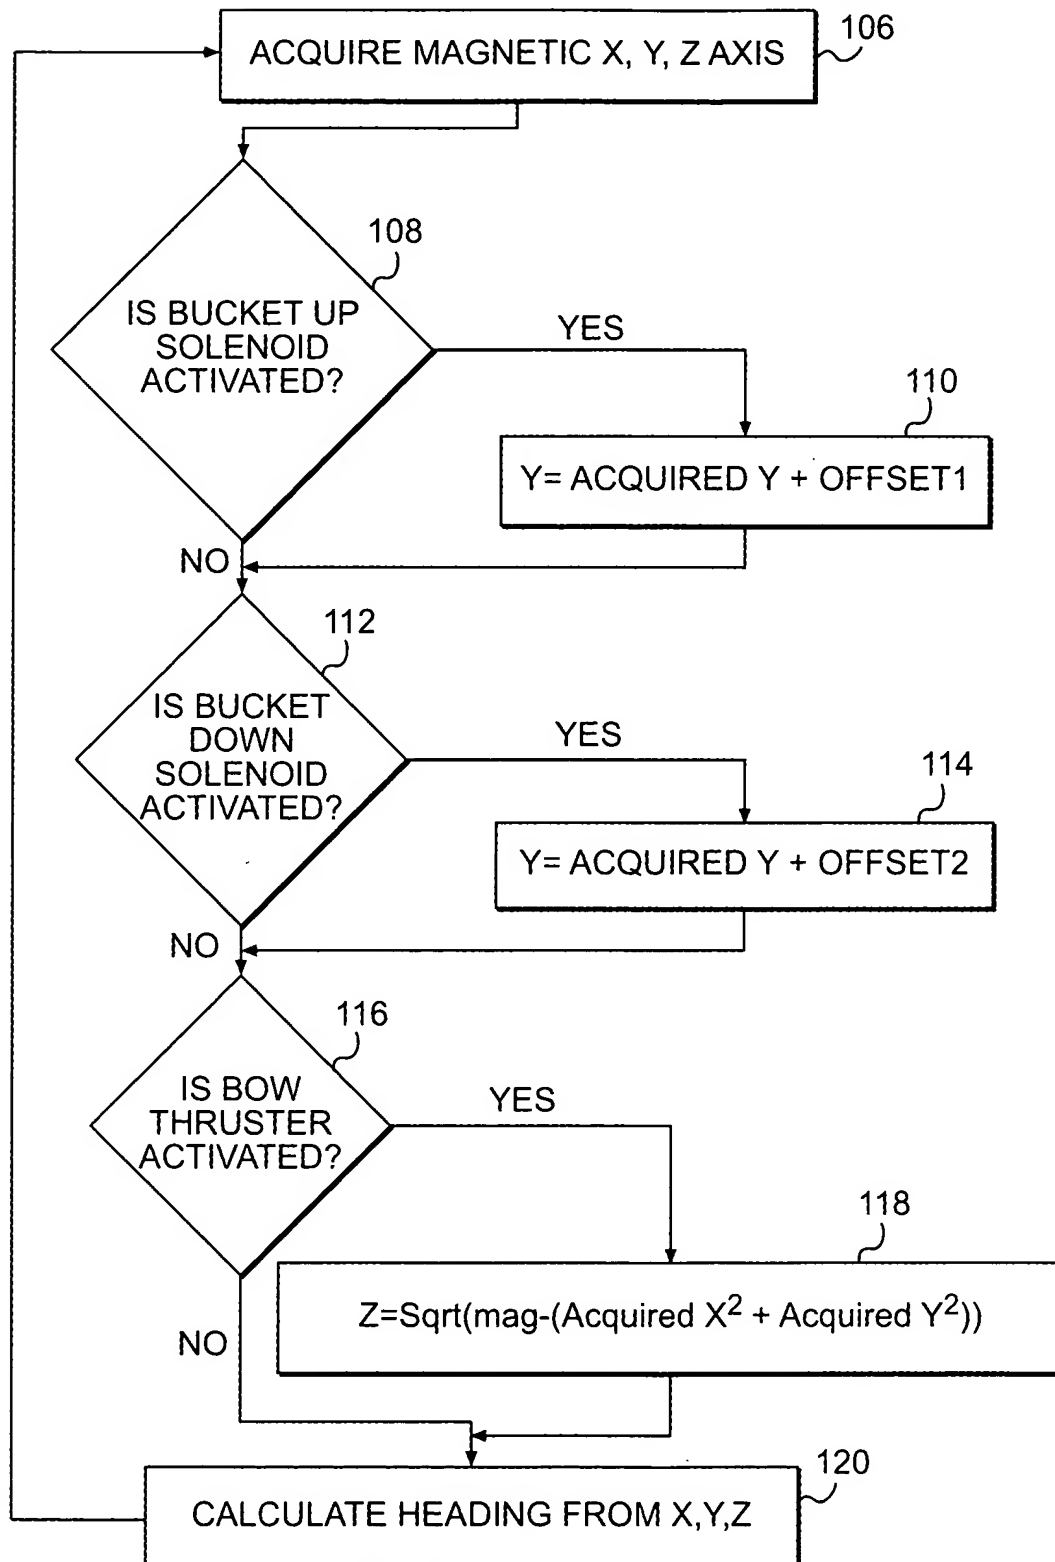 ACQUIRE MAGNETIC X, Y, Z AXIS
106
108
IS BUCKET UP
SOLENOID
ACTIVATED?
YES
110
Y= ACQUIRED Y + OFFSET1
NO
112
IS BUCKET
DOWN
SOLENOID
ACTIVATED?
YES
114
Y= ACQUIRED Y + OFFSET2
NO
116
IS BOW
THRUSTER
ACTIVATED?
YES
118
Z=Sqrt(mag-(Acquired X² + Acquired Y²))
NO
120
CALCULATE HEADING FROM X,Y,Z